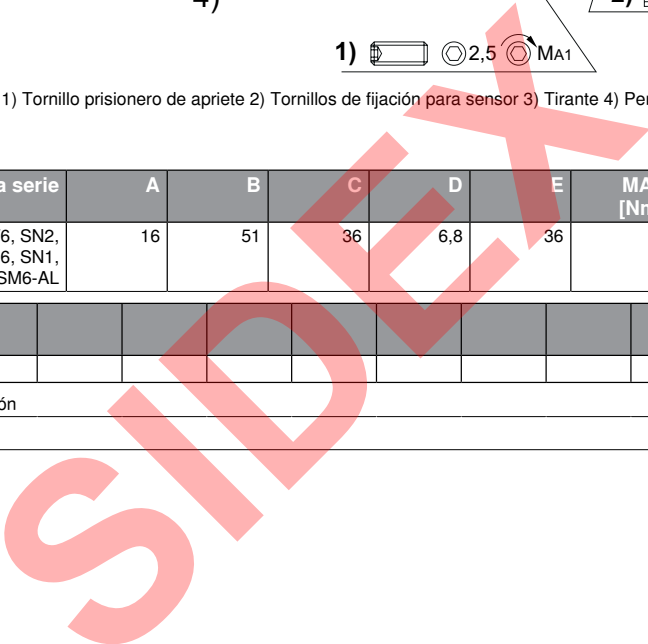 4)
2)
1) 2,5 MA1
1) Tornillo prisionero de apriete 2) Tornillos de fijación para sensor 3) Tirante 4) Per
a serie A B C D E MA
[Nm
6, SN2, 16 51 36 6,8 36
6, SN1,
SM6-AL
ón
SIDEX